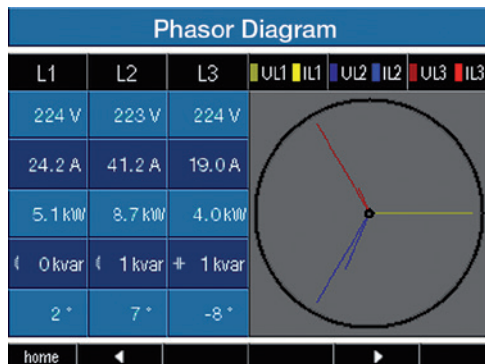 Phasor Diagram
L1 L2 L3 UL1 IL1 UL2 IL2 UL3 IL3
224 V 223 V 224 V
24.2 A 41.2 A 19.0 A
5.1 kW 8.7 kW 4.0 kW
0 kvar 1 kvar 1 kvar
2 ° 7 ° -8 °
home